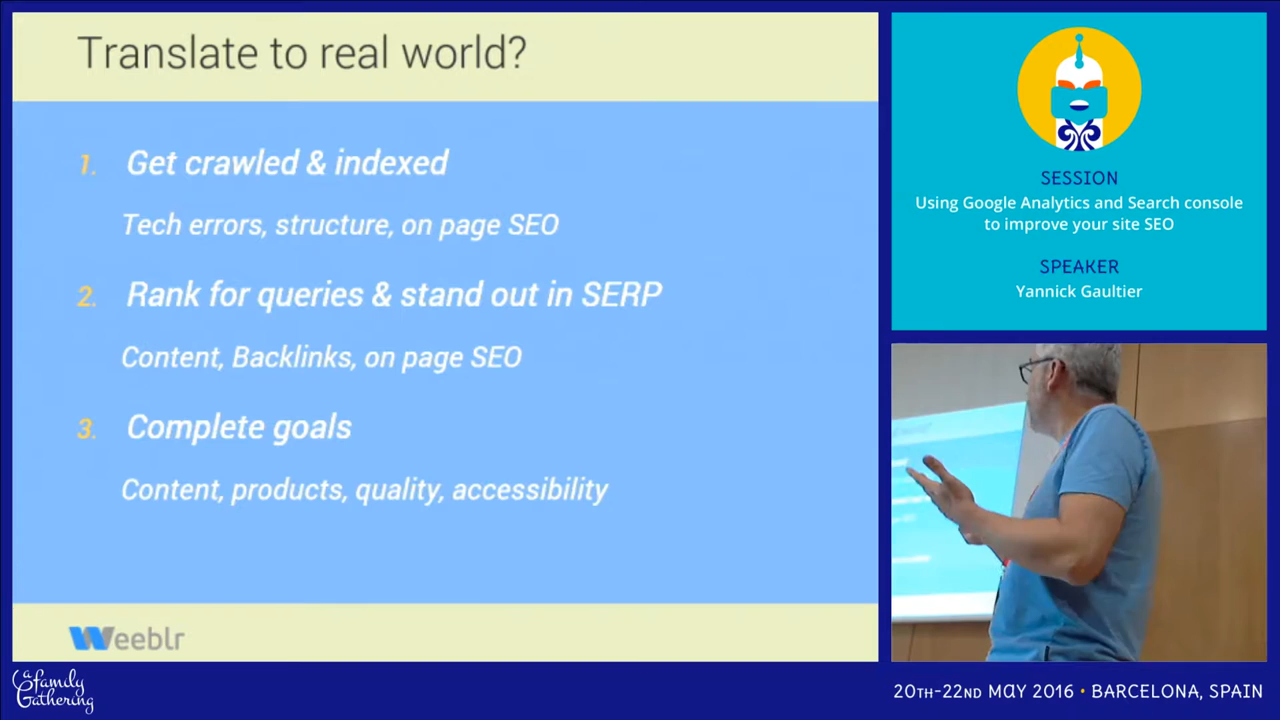 Translate to real world?
1. Get crawled & indexed
Tech errors, structure, on page SEO
2. Rank for queries & stand out in SERP
Content, Backlinks, on page SEO
3. Complete goals
Content, products, quality, accessibility
Weeblr
SESSION
Using Google Analytics and Search console
to improve your site SEO
SPEAKER
Yannick Gaultier
a family
Gathering
20TH-22ND MAY 2016 • BARCELONA, SPAIN